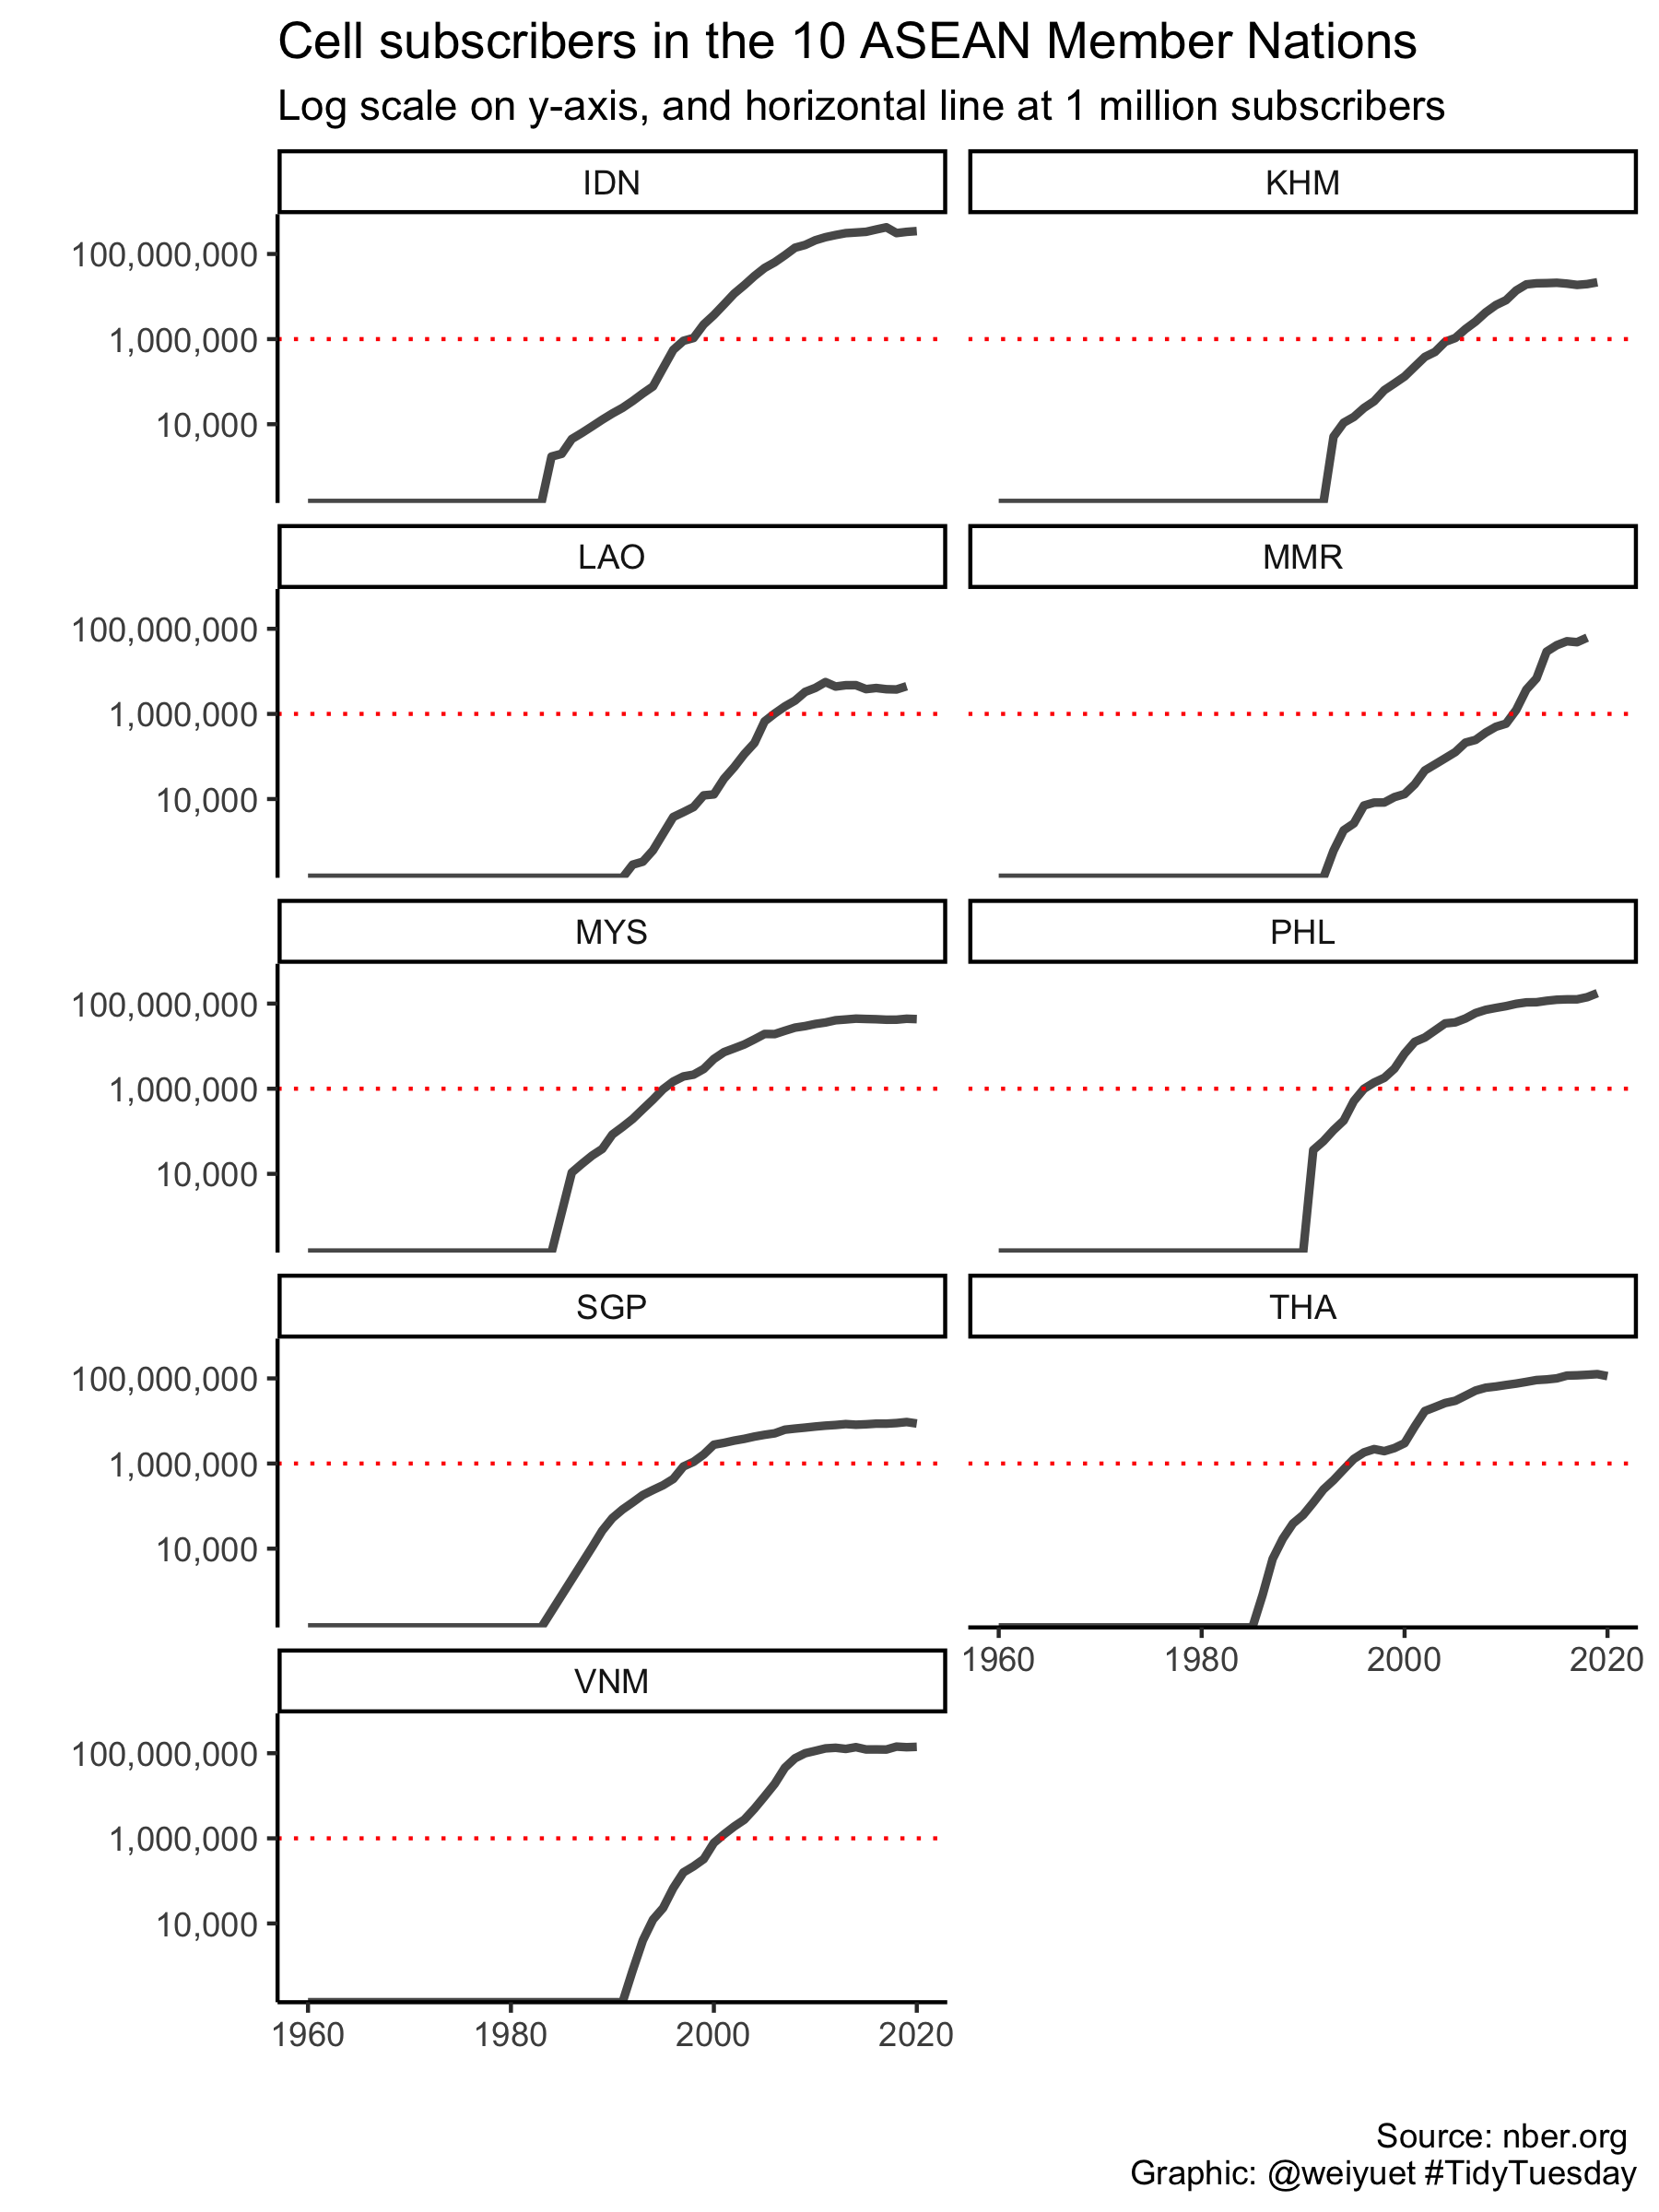 Cell subscribers in the 10 ASEAN Member Nations
Log scale on y-axis, and horizontal line at 1 million subscribers
IDN
KHM
100,000,000
1,000,000
10,000
LAO
MMR
100,000,000
1,000,000
10,000
MYS
PHL
100,000,000
1,000,000
10,000
SGP
THA
100,000,000
1,000,000
10,000
1960 1980 2000 2020
VNM
100,000,000
1,000,000
10,000
1960 1980 2000 2020
Source: nber.org
Graphic: @weiyuet #TidyTuesday